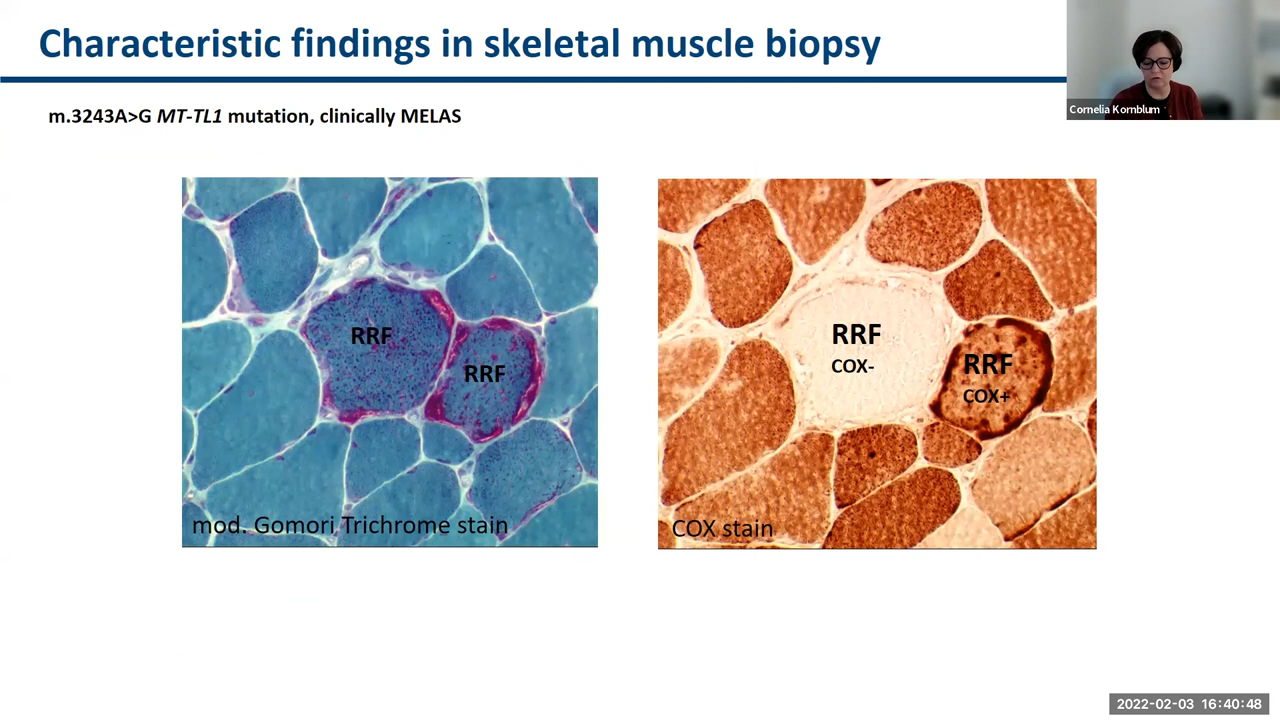 Characteristic findings in skeletal muscle biopsy
Cornelia Kornblum
m.3243A>G MT-TL1 mutation, clinically MELAS
RRF
RRF
mod. Gomori Trichrome stain
RRF
COX-
RRF
COX+
COX stain
2022-02-03 16:40:48